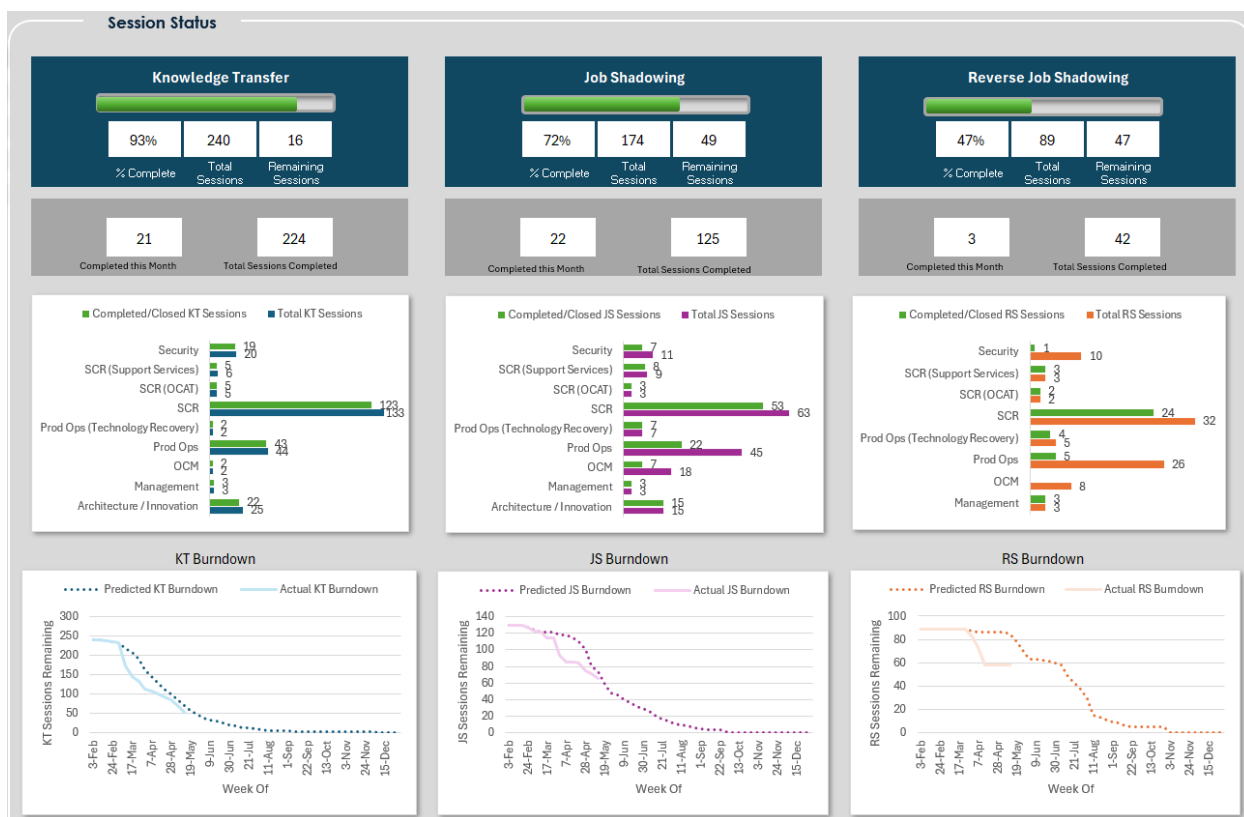 Session Status
Knowledge Transfer
93%
240
16
% Complete
Total
Sessions
Remaining
Sessions
21
224
Completed this Month
Total Sessions Completed
Completed/Closed KT Sessions
Total KT Sessions
Security 19 20
SCR (Support Services) 5 6
SCR (OCAT) 5 5
SCR 123 133
Prod Ops (Technology Recovery) 2 2
Prod Ops 43 44
OCM 2 2
Management 3 3
Architecture / Innovation 22 25
KT Burndown
Predicted KT Burndown
Actual KT Burndown
KT Sessions Remaining
300
250
200
150
100
50
0
3-Feb
24-Feb
17-Mar
7-Apr
28-Apr
19-May
9-Jun
30-Jun
21-Jul
11-Aug
1-Sep
22-Sep
13-Oct
3-Nov
24-Nov
15-Dec
Week Of
Job Shadowing
72%
174
49
% Complete
Total
Sessions
Remaining
Sessions
22
125
Completed this Month
Total Sessions Completed
Completed/Closed JS Sessions
Total JS Sessions
Security 7 11
SCR (Support Services) 8 9
SCR (OCAT) 3 3
SCR 53 63
Prod Ops (Technology Recovery) 7 7
Prod Ops 22 45
OCM 7 18
Management 3 3
Architecture / Innovation 15 15
JS Burndown
Predicted JS Burndown
Actual JS Burndown
JS Sessions Remaining
140
120
100
80
60
40
20
0
3-Feb
24-Feb
17-Mar
7-Apr
28-Apr
19-May
9-Jun
30-Jun
21-Jul
11-Aug
1-Sep
22-Sep
13-Oct
3-Nov
24-Nov
15-Dec
Week Of
Reverse Job Shadowing
47%
89
47
% Complete
Total
Sessions
Remaining
Sessions
3
42
Completed this Month
Total Sessions Completed
Completed/Closed RS Sessions
Total RS Sessions
Security 1 10
SCR (Support Services) 3 3
SCR (OCAT) 2 2
SCR 24 32
Prod Ops (Technology Recovery) 4 5
Prod Ops 5 26
OCM 8
Management 3 3
RS Burndown
Predicted RS Burndown
Actual RS Burndown
RS Sessions Remaining
100
80
60
40
20
0
3-Feb
24-Feb
17-Mar
7-Apr
28-Apr
19-May
9-Jun
30-Jun
21-Jul
11-Aug
1-Sep
22-Sep
13-Oct
3-Nov
24-Nov
15-Dec
Week Of